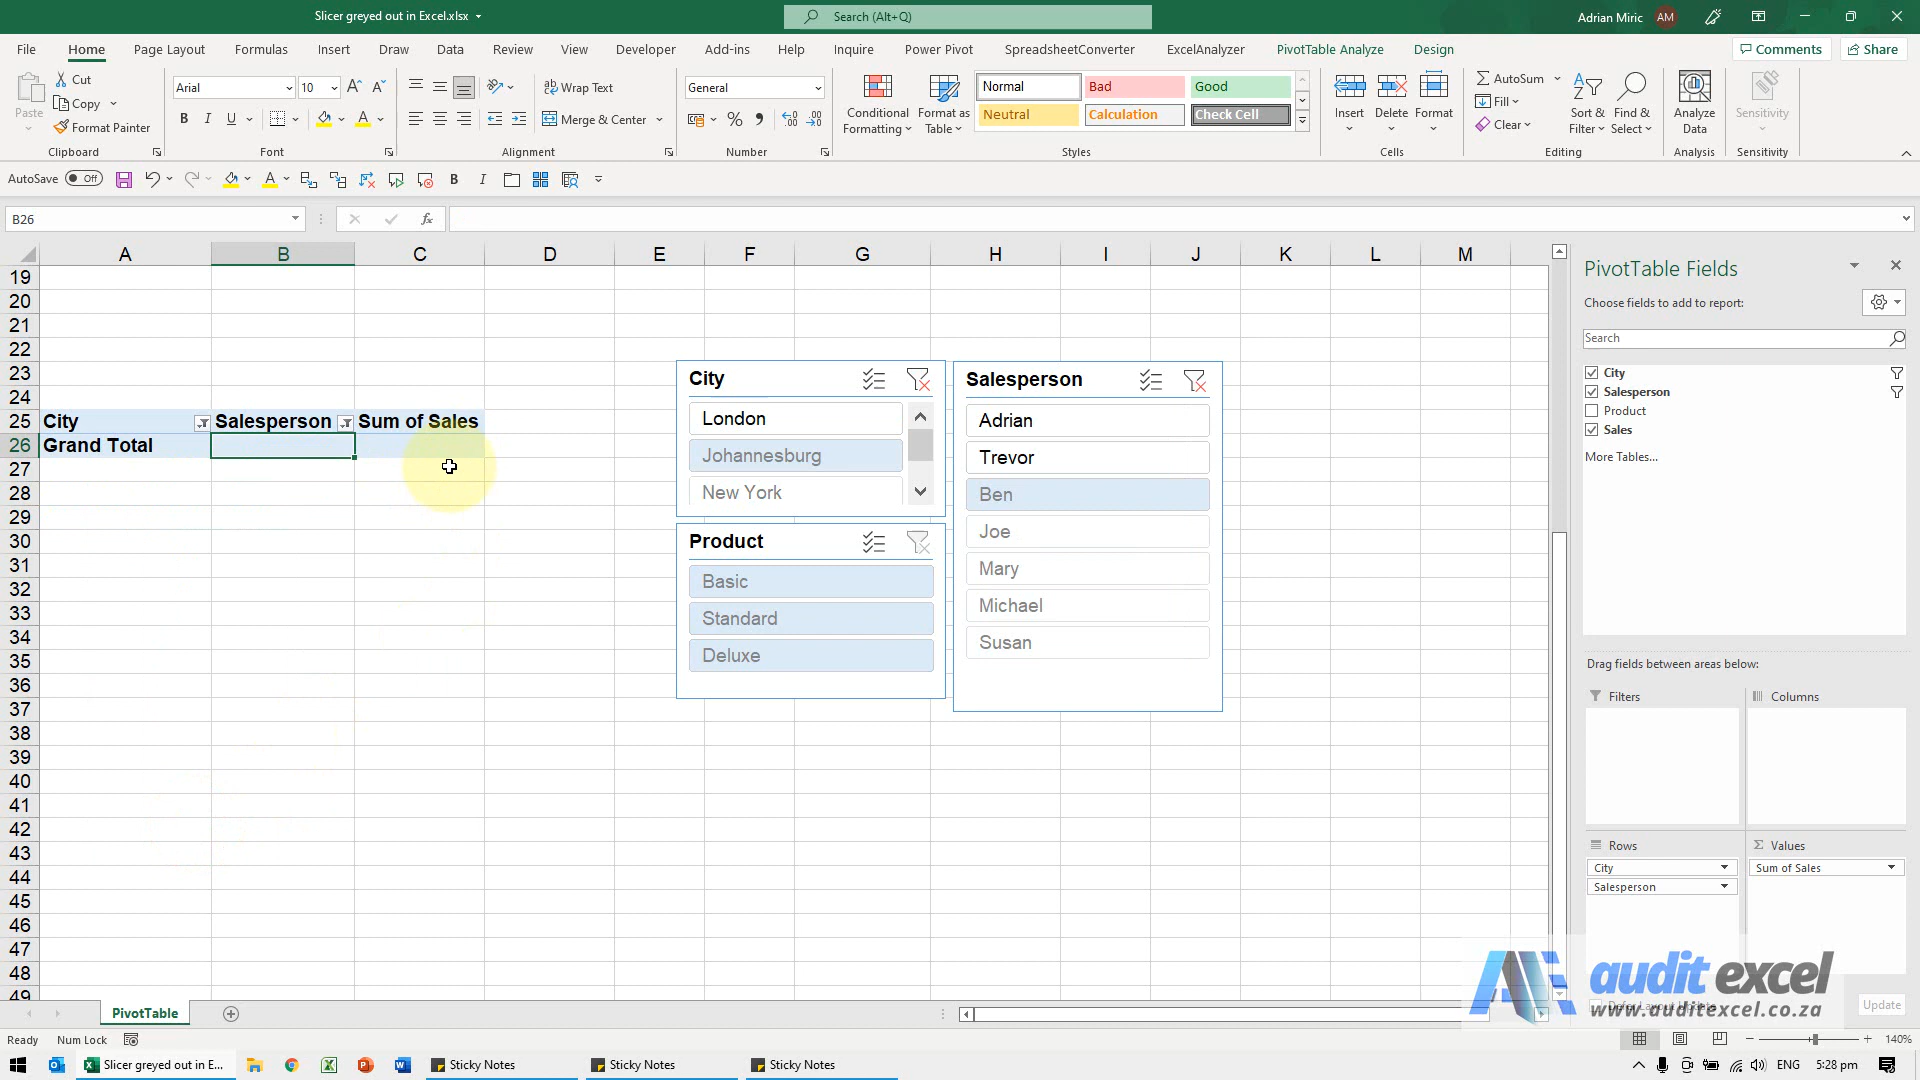 Slicer greyed out in Excel.xlsx
Search (Alt+Q)
Adrian Miric
AM
File Home Page Layout Formulas Insert Draw Data Review View Developer Add-ins Help Inquire Power Pivot SpreadsheetConverter ExcelAnalyzer PivotTable Analyze Design
Comments Share
Paste
Cut
Copy
Format Painter
Clipboard
Arial 10
Font
Wrap Text
Merge & Center
Alignment
General
Number
Conditional Formatting
Format as Table
Normal Bad Good
Neutral Calculation Check Cell
Styles
Insert Delete Format
Cells
AutoSum
Fill
Clear
Sort & Filter
Find & Select
Editing
Analyze Data
Analysis
Sensitivity
Sensitivity
AutoSave Off
B26
fx
A B C D E F G H I J K L M
19
20
21
22
23
24
25 City Salesperson Sum of Sales
26 Grand Total
27
28
29
30
31
32
33
34
35
36
37
38
39
40
41
42
43
44
45
46
47
48
49
City
London
Johannesburg
New York
Product
Basic
Standard
Deluxe
Salesperson
Adrian
Trevor
Ben
Joe
Mary
Michael
Susan
PivotTable Fields
Choose fields to add to report:
Search
City
Salesperson
Product
Sales
More Tables...
Drag fields between areas below:
Filters Columns
Rows Values
City Sum of Sales
Salesperson
Update
audit excel
www.auditexcel.co.za
PivotTable
Ready Num Lock
140%
Slicer greyed out in E...
Sticky Notes
Sticky Notes
Sticky Notes
ENG 5:28 pm